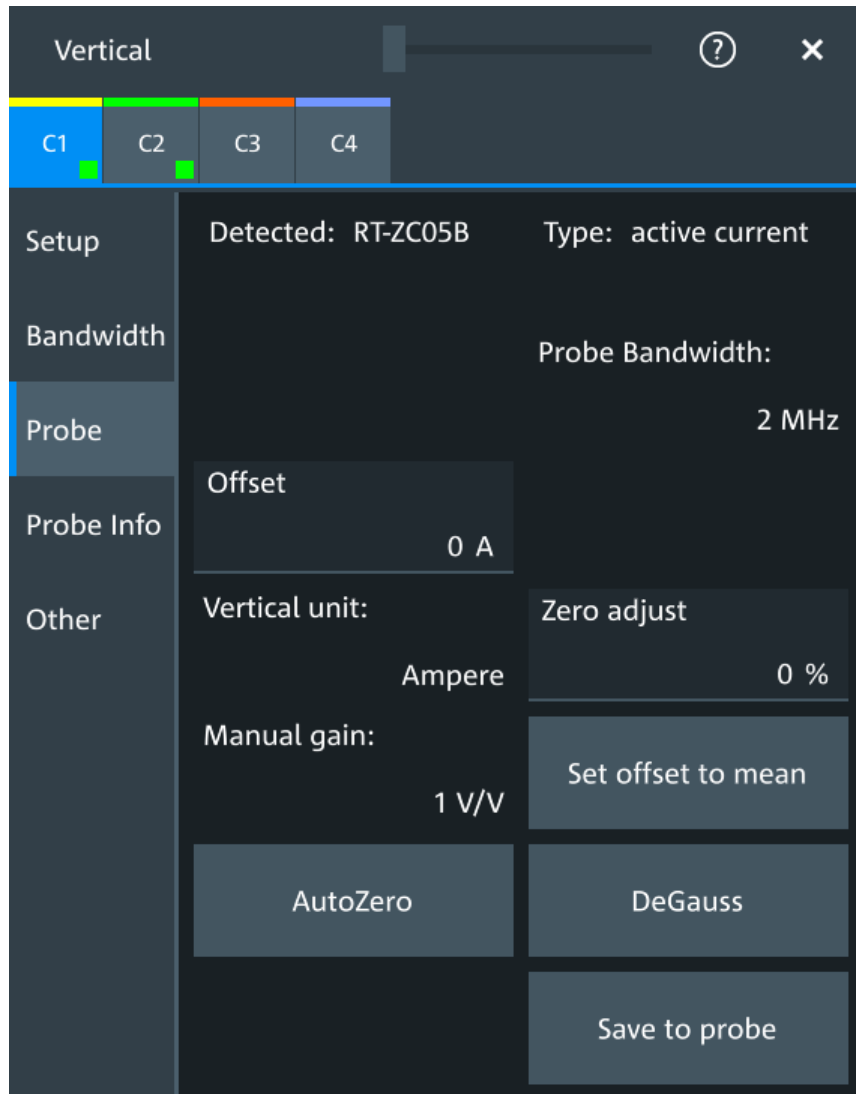 Vertical
?
C1 C2 C3 C4
Setup
Bandwidth
Probe
Probe Info
Other
Detected: RT-ZC05B Type: active current
Probe Bandwidth:
2 MHz
Offset
0 A
Vertical unit:
Ampere
Zero adjust
0 %
Manual gain:
1 V/V
Set offset to mean
AutoZero
DeGauss
Save to probe